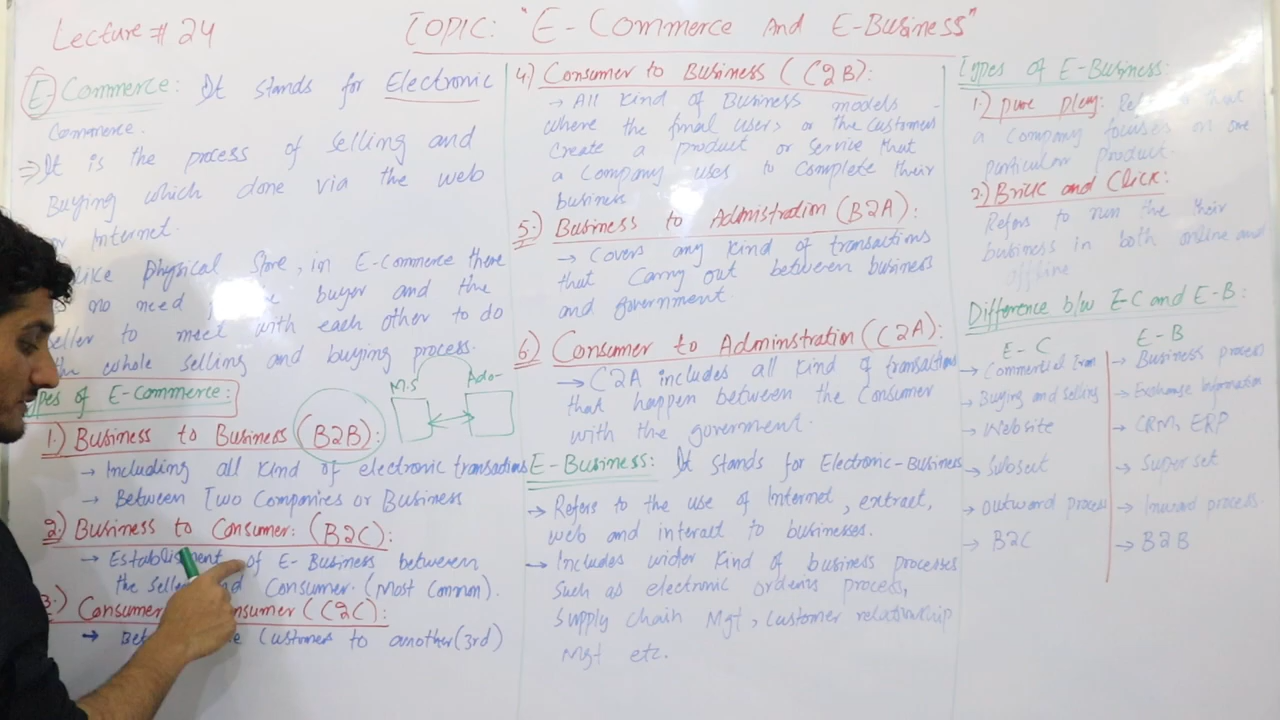 Lecture # 24
TOPIC: "E-Commerce And E-Business"
E-Commerce: It stands for Electronic
Commerce.
⇒ It is the process of selling and
Buying which done via the web
or Internet.
like physical Store, in E-Commerce there
no need buyer and the
seller to meet with each other to do
the whole selling and buying process.
Types of E-Commerce:
M.S Ado-
1.) Business to Business (B2B):
→ Including all kind of electronic transactions
→ Between Two Companies or Business
2.) Business to Consumer: (B2C):
→ of E-Business between
the Consumer. (Most Common).
3.) Consumer (C2C):
→ Customer to another (3rd)
4) Consumer to Business (C2B):
→ All kind of Business models
where the final users or the customers
Create a product or service that
a Company uses to Complete their
business
5.) Business to Admistration (B2A):
→ Covers any kind of transactions
that Carry out between business
and government.
6.) Consumer to Adminstration (C2A):
→ C2A includes all kind of transactions
that happen between the Consumer
with the government.
E-Business: It Stands for Electronic-Business
→ Refers to the use of Internet, extract,
web and interalt to businesses.
→ Includes wider kind of business processes
Such as electronic orderns process,
Supply chain Mgt, Customer relationship
Mgt etc.
Types of E-Business:
1.) pure play: that
a Company focuses on one
particular product.
2.) Brick and Click:
Refers to run the their
business in both online and
offline
Difference b/w E-C and E-B:
E-C E-B
→ Commercial → Business process
→ Buying and selling → Exchange Information
→ Website → CRM, ERP
→ Subset → Super set
→ Outward process → Inward process.
→ B2C → B2B